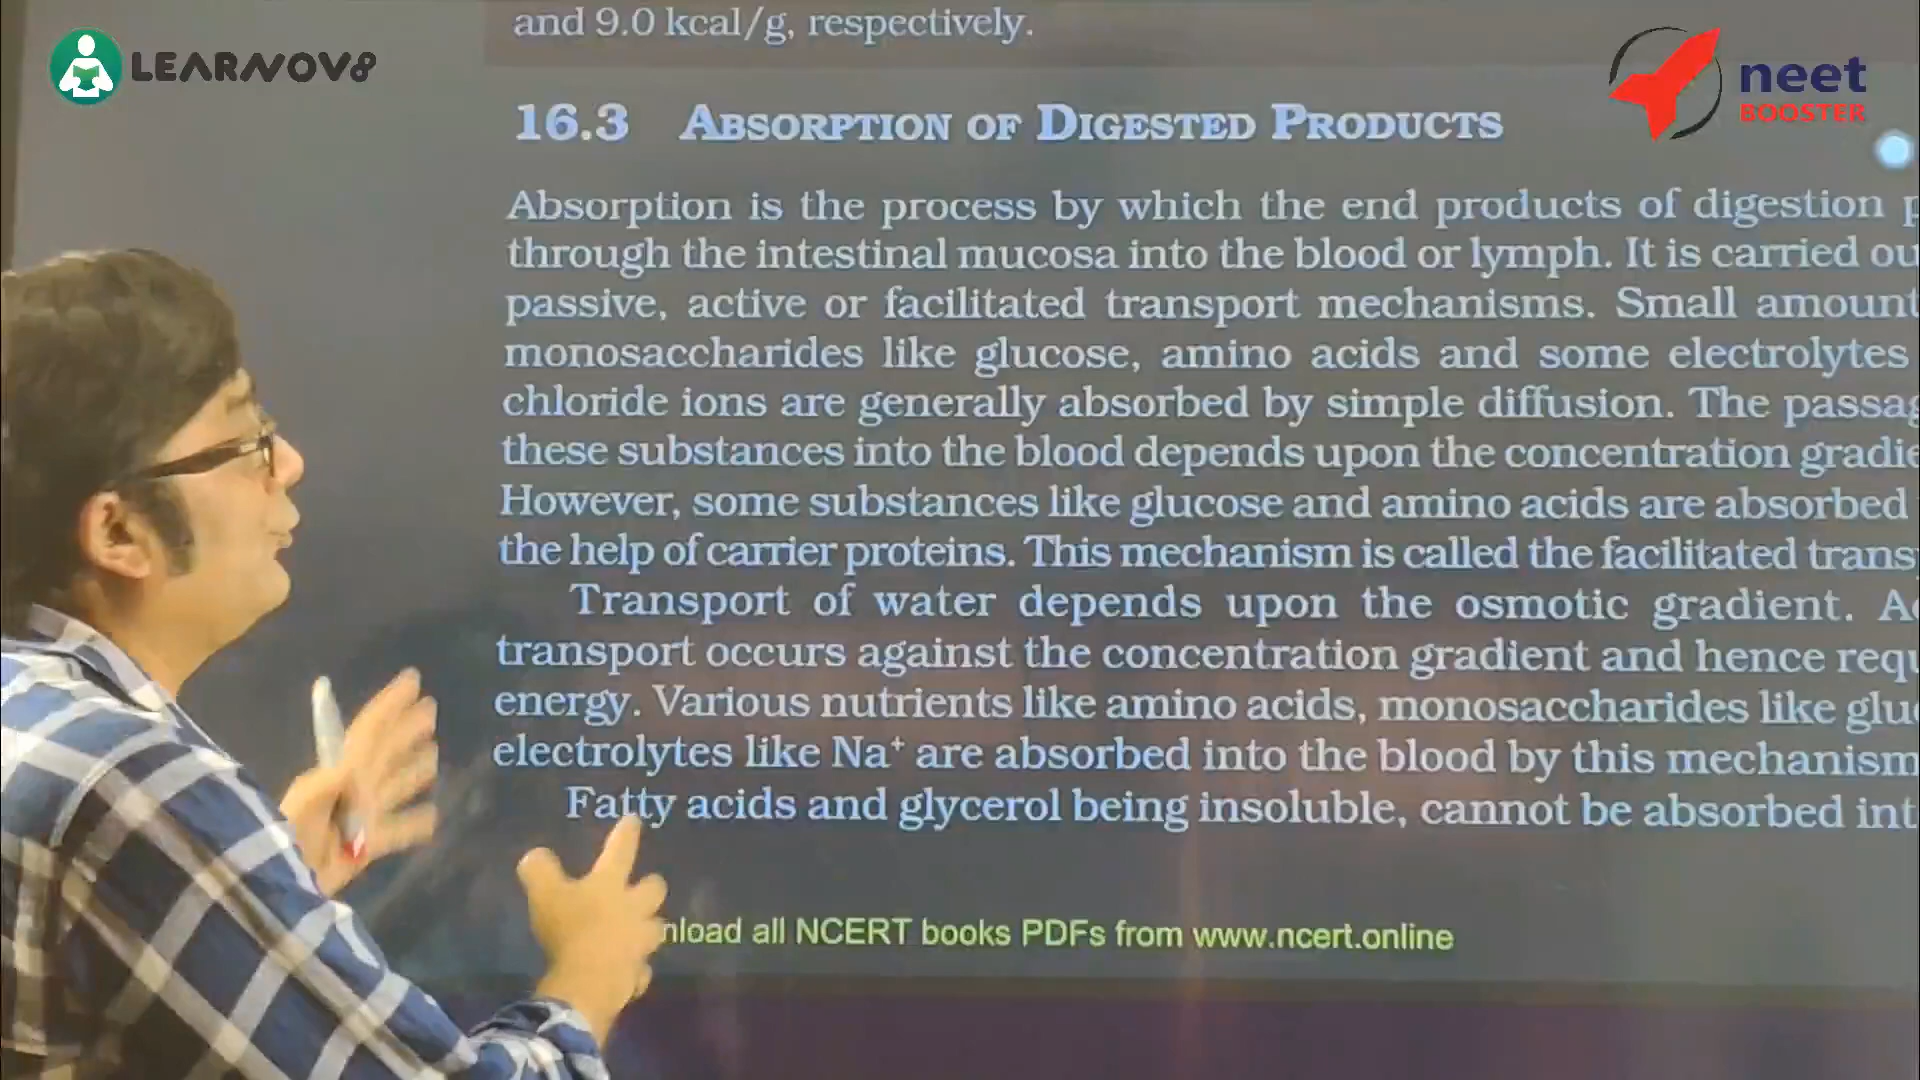 and 9.0 kcal/g, respectively.
LEARNOV8
neet
BOOSTER
16.3 ABSORPTION OF DIGESTED PRODUCTS
Absorption is the process by which the end products of digestion
through the intestinal mucosa into the blood or lymph. It is carried
passive, active or facilitated transport mechanisms. Small
monosaccharides like glucose, amino acids and some electrolytes
chloride ions are generally absorbed by simple diffusion. The
these substances into the blood depends upon the concentration
However, some substances like glucose and amino acids are absorbed
the help of carrier proteins. This mechanism is called the facilitated
Transport of water depends upon the osmotic gradient.
transport occurs against the concentration gradient and hence
energy. Various nutrients like amino acids, monosaccharides like
electrolytes like Na⁺ are absorbed into the blood by this mechanism
Fatty acids and glycerol being insoluble, cannot be absorbed
all NCERT books PDFs from www.ncert.online